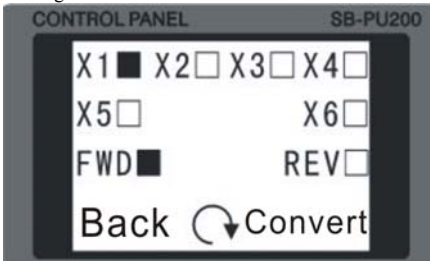 CONTROL PANEL SB-PU200
X1■ X2□ X3□ X4□
X5□ X6□
FWD■ REV□
Back Convert